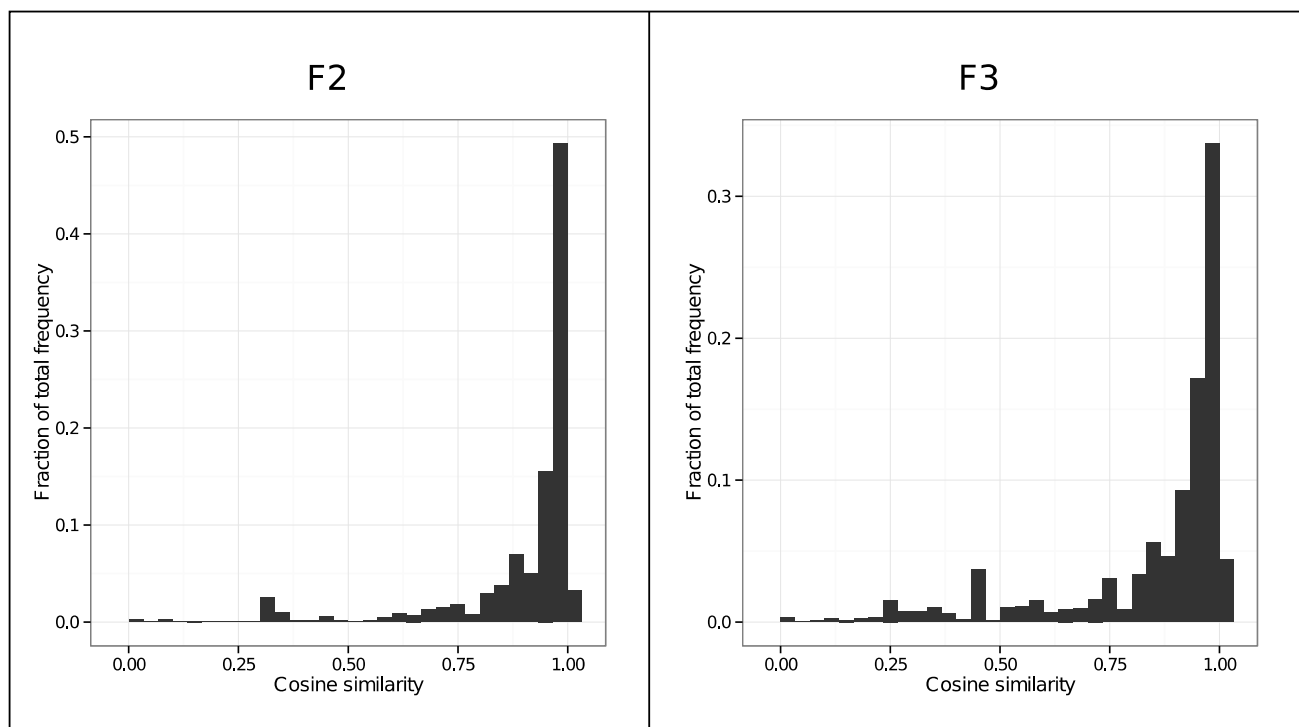 F2
0.5
0.4
0.3
0.2
0.1
0.0
Fraction of total frequency
0.00 0.25 0.50 0.75 1.00
Cosine similarity
F3
0.3
0.2
0.1
0.0
Fraction of total frequency
0.00 0.25 0.50 0.75 1.00
Cosine similarity